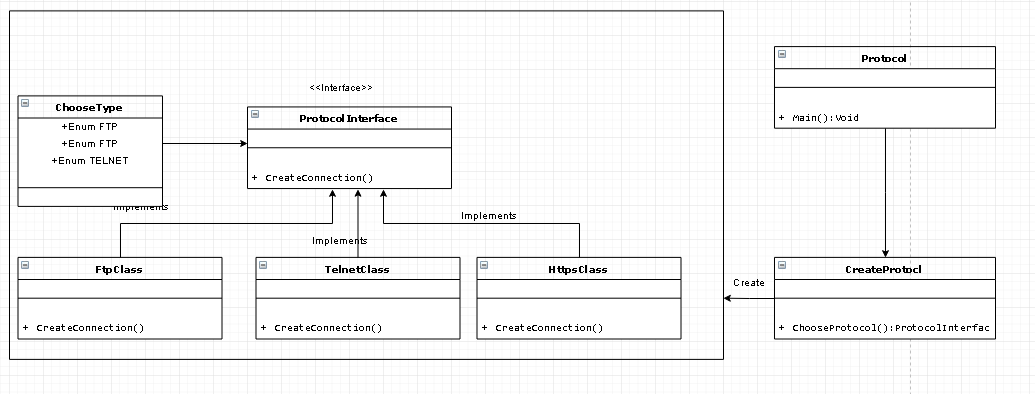 Protocol
+ Main():Void
<<Interface>>
ChooseType
+Enum FTP
+Enum FTP
+Enum TELNET
ProtocolInterface
+ CreateConnection()
Implements
Implements
Implements
FtpClass
+ CreateConnection()
TelnetClass
+ CreateConnection()
HttpsClass
+ CreateConnection()
Create
CreateProtocl
+ ChooseProtocol():ProtocolInterfac